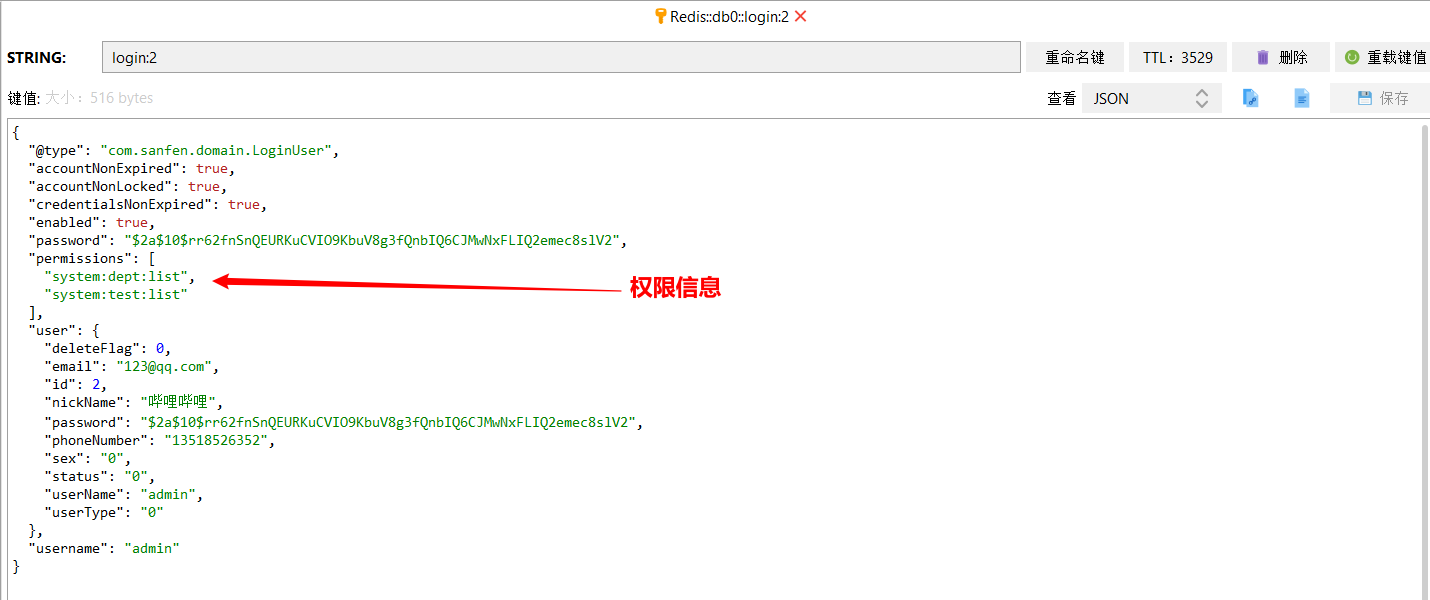 Redis::db0::login:2
STRING: login:2 重命名键 TTL：3529 删除 重载键值
键值: 大小：516 bytes 查看 JSON 保存
{
"@type": "com.sanfen.domain.LoginUser",
"accountNonExpired": true,
"accountNonLocked": true,
"credentialsNonExpired": true,
"enabled": true,
"password": "$2a$10$rr62fnSnQEURKuCVIO9KbuV8g3fQnbIQ6CJMwNxFLIQ2emec8slV2",
"permissions": [
"system:dept:list",
"system:test:list"
权限信息
],
"user": {
"deleteFlag": 0,
"email": "123@qq.com",
"id": 2,
"nickName": "哔哩哔哩",
"password": "$2a$10$rr62fnSnQEURKuCVIO9KbuV8g3fQnbIQ6CJMwNxFLIQ2emec8slV2",
"phoneNumber": "13518526352",
"sex": "0",
"status": "0",
"userName": "admin",
"userType": "0"
},
"username": "admin"
}